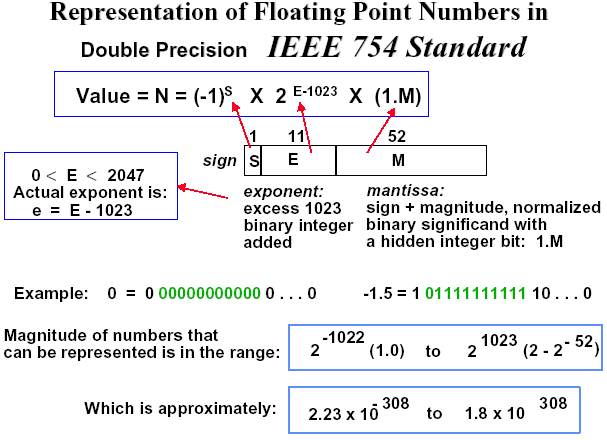 Representation of Floating Point Numbers in
Double Precision IEEE 754 Standard
Value = N = (-1)^S X 2^E-1023 X (1.M)
1 11 52
sign S E M
0 < E < 2047
Actual exponent is:
e = E - 1023
exponent:
excess 1023
binary integer
added
mantissa:
sign + magnitude, normalized
binary significand with
a hidden integer bit: 1.M
Example: 0 = 0 00000000000 0 . . . 0 -1.5 = 1 01111111111 10 . . . 0
Magnitude of numbers that
can be represented is in the range:
2^-1022 (1.0) to 2^1023 (2 - 2^-52)
Which is approximately: 2.23 x 10^-308 to 1.8 x 10^308